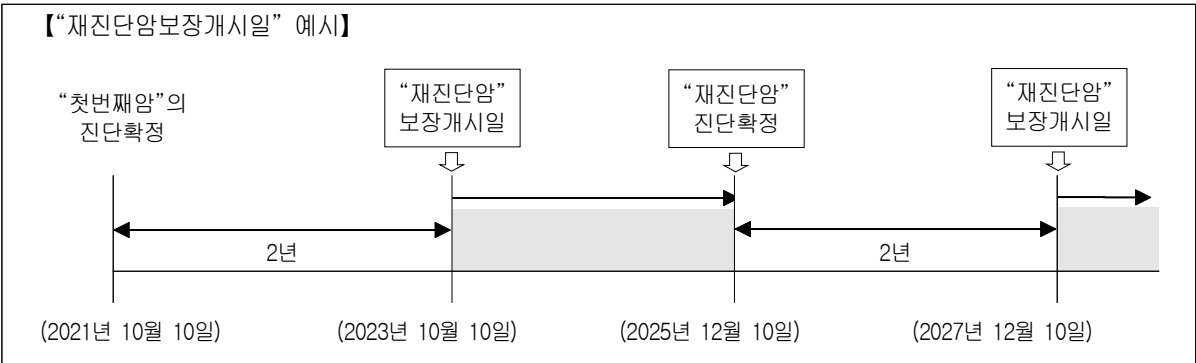 【“재진단암보장개시일” 예시】
“첫번째암”의
진단확정
“재진단암”
보장개시일
“재진단암”
진단확정
“재진단암”
보장개시일
2년
2년
(2021년 10월 10일)
(2023년 10월 10일)
(2025년 12월 10일)
(2027년 12월 10일)